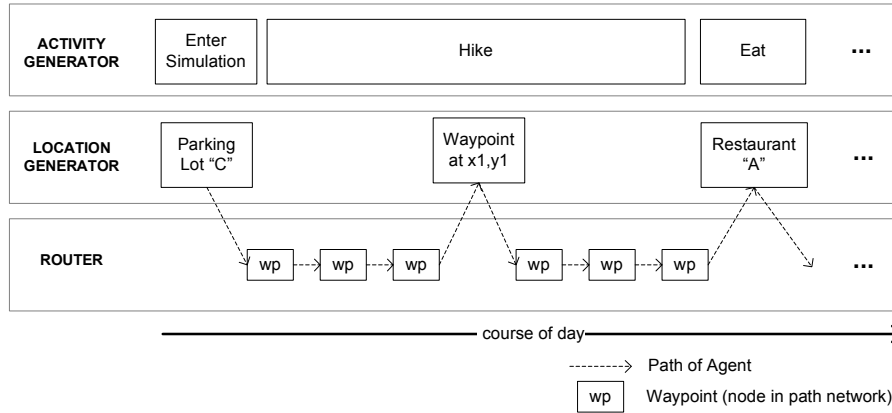 ACTIVITY
GENERATOR
Enter
Simulation
Hike
Eat
...
LOCATION
GENERATOR
Parking
Lot “C”
Waypoint
at x1,y1
Restaurant
“A”
...
ROUTER
wp
wp
wp
wp
wp
wp
...
course of day
Path of Agent
wp
Waypoint (node in path network)